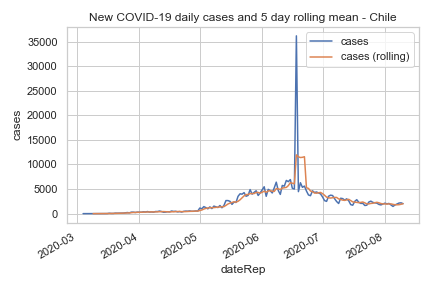 New COVID-19 daily cases and 5 day rolling mean - Chile
cases
cases (rolling)
35000
30000
25000
20000
15000
10000
5000
0
cases
2020-03
2020-04
2020-05
2020-06
2020-07
2020-08
dateRep